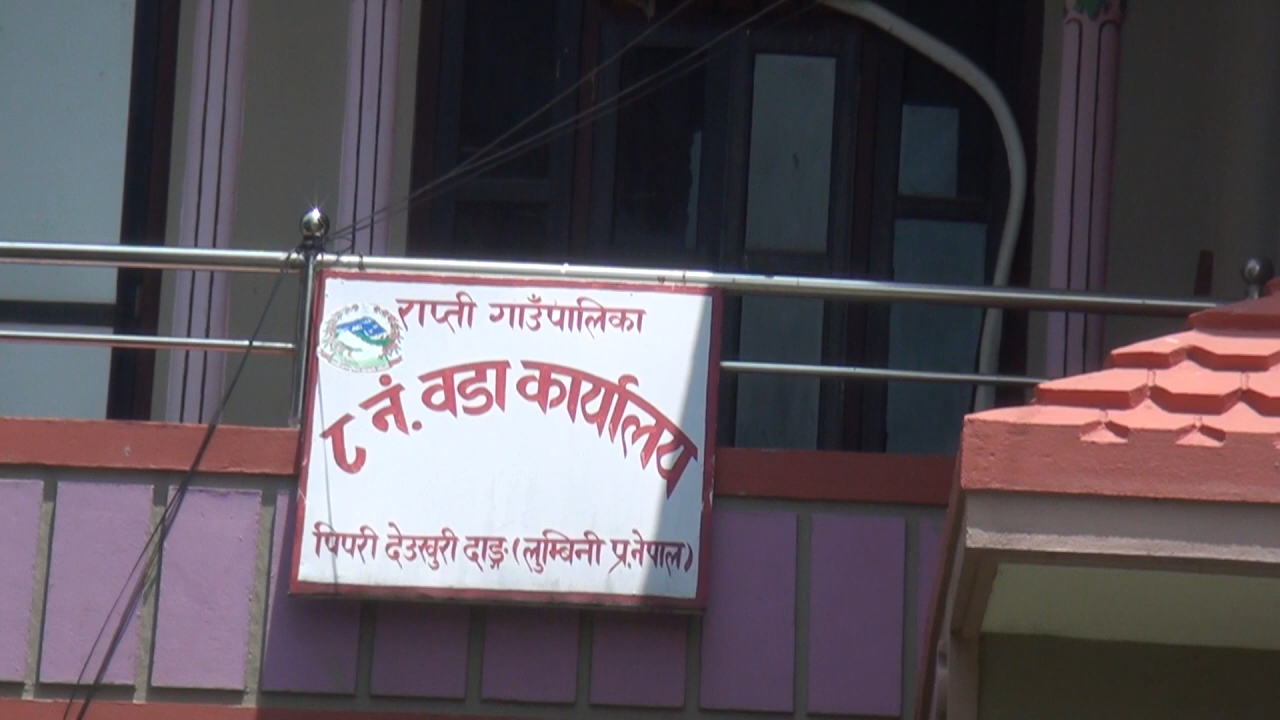 राप्ती गाउँपालिका
८ नं. वडा कार्यालय
पिपरी देउखुरी दाङ (लुम्बिनी प्र.नेपाल)